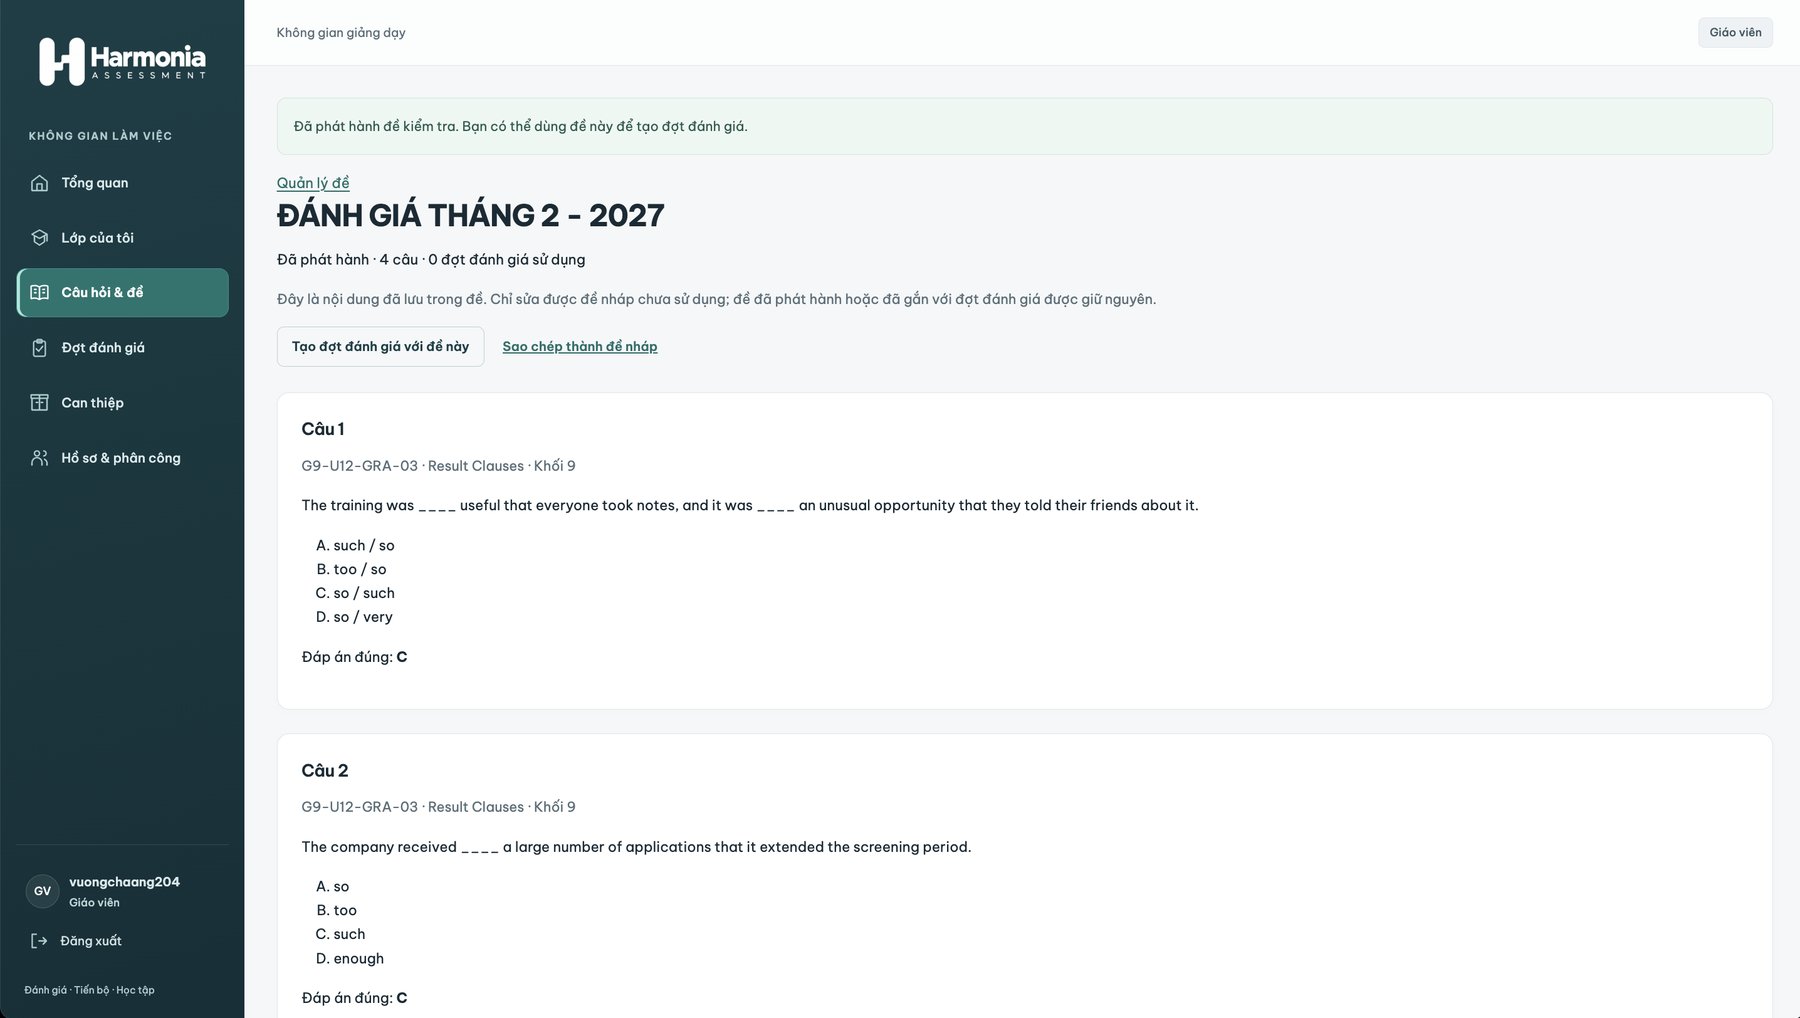 Harmonia
ASSESSMENT
KHÔNG GIAN LÀM VIỆC
Tổng quan
Lớp của tôi
Câu hỏi & đề
Đợt đánh giá
Can thiệp
Hồ sơ & phân công
GV
vuongchaang204
Giáo viên
Đăng xuất
Đánh giá · Tiến bộ · Học tập
Không gian giảng dạy
Giáo viên
Đã phát hành đề kiểm tra. Bạn có thể dùng đề này để tạo đợt đánh giá.
Quản lý đề
ĐÁNH GIÁ THÁNG 2 - 2027
Đã phát hành · 4 câu · 0 đợt đánh giá sử dụng
Đây là nội dung đã lưu trong đề. Chỉ sửa được đề nháp chưa sử dụng; đề đã phát hành hoặc đã gắn với đợt đánh giá được giữ nguyên.
Tạo đợt đánh giá với đề này
Sao chép thành đề nháp
Câu 1
G9-U12-GRA-03 · Result Clauses · Khối 9
The training was ____ useful that everyone took notes, and it was ____ an unusual opportunity that they told their friends about it.
A. such / so
B. too / so
C. so / such
D. so / very
Đáp án đúng: C
Câu 2
G9-U12-GRA-03 · Result Clauses · Khối 9
The company received ____ a large number of applications that it extended the screening period.
A. so
B. too
C. such
D. enough
Đáp án đúng: C